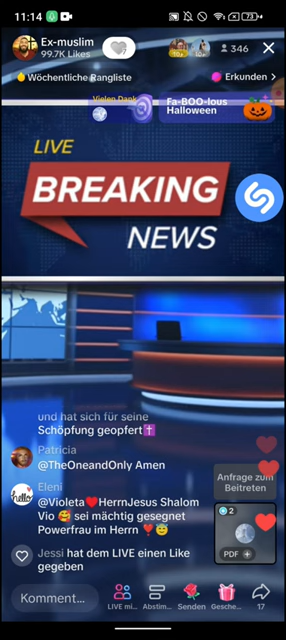 11:14
73
Ex-muslim
99.7K Likes
346
Wöchentliche Rangliste
Erkunden
Vielen Dank
Fa-BOO-lous
Halloween
LIVE
BREAKING
NEWS
und hat sich für seine
Schöpfung geopfert✝️
Patricia
@TheOneandOnly Amen
hello
Eleni
@Violeta♥️HerrnJesus Shalom
Vio 🥰 sei mächtig gesegnet
Powerfrau im Herrn ❣️😇
Jessi hat dem LIVE einen Like
gegeben
Anfrage zum
Beitreten
2
PDF +
Komment...
LIVE mi...
Abstim...
Senden
Gesche...
17